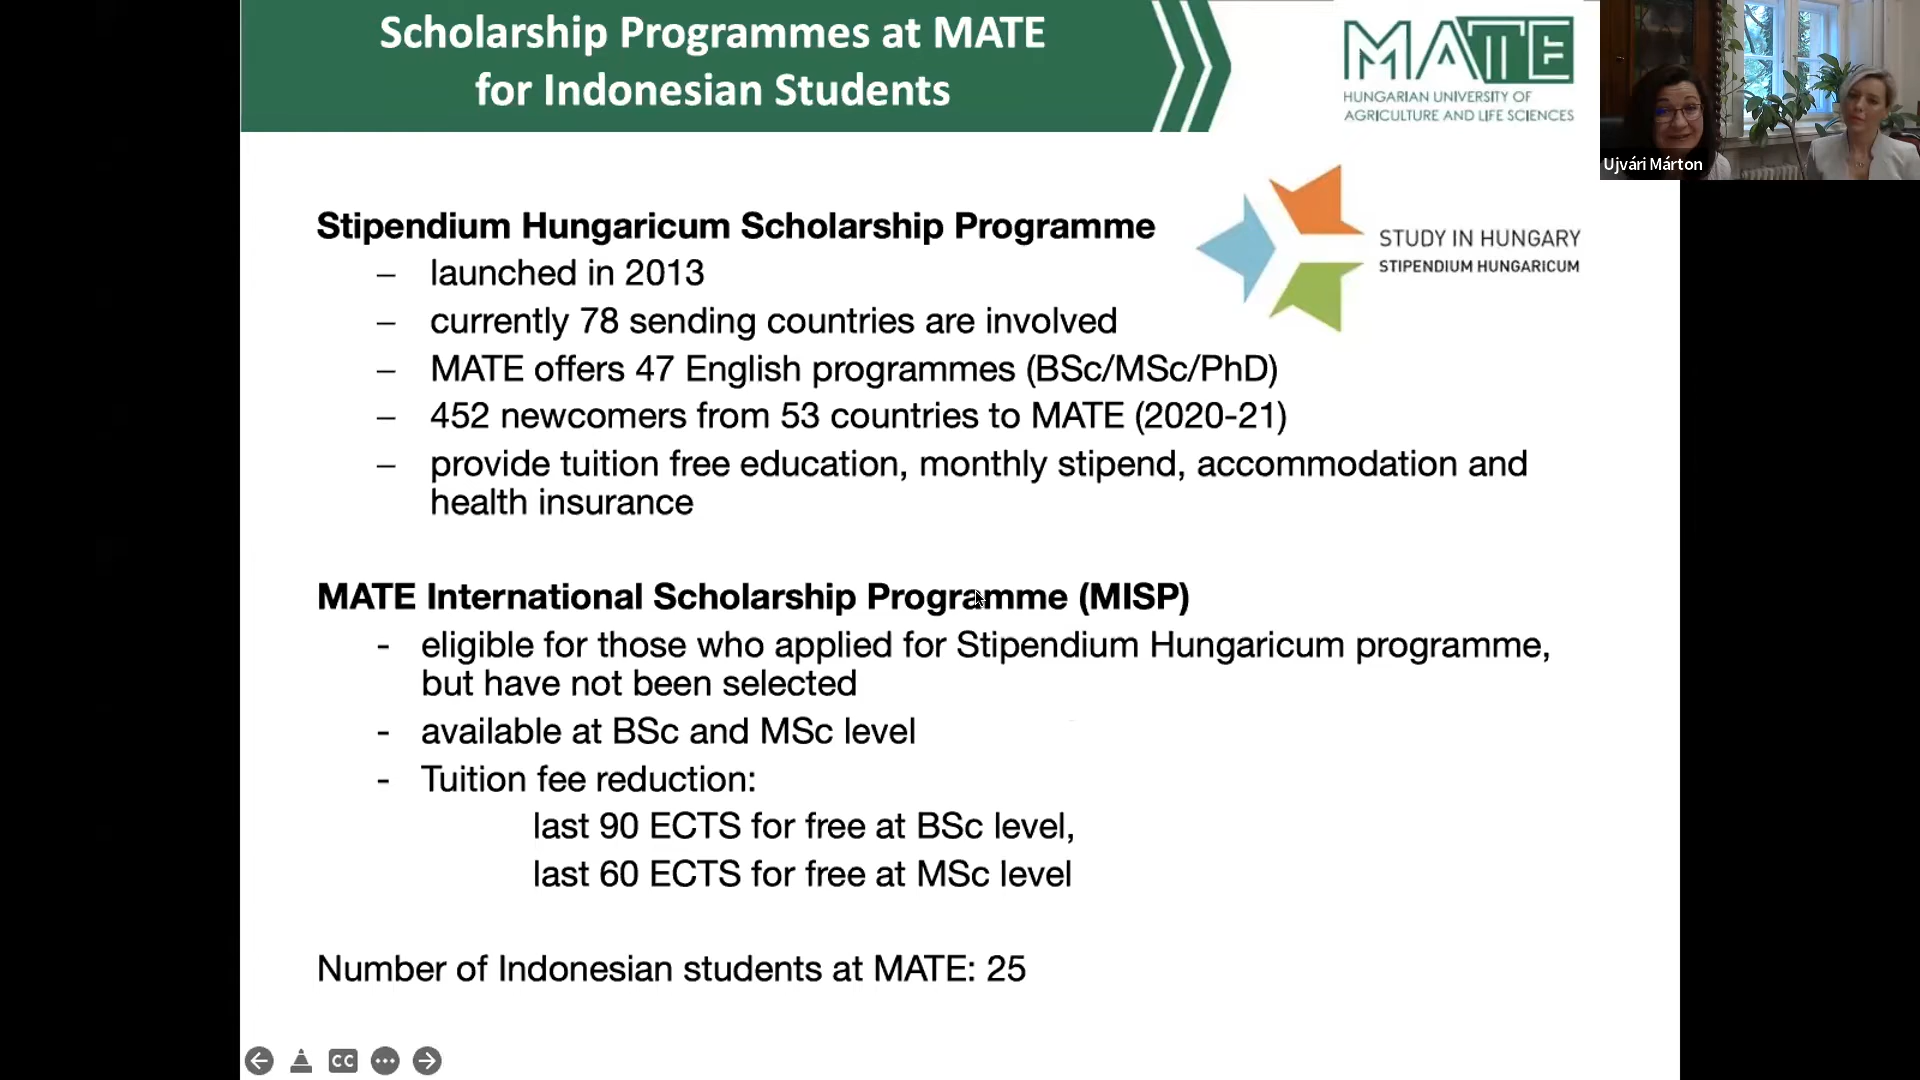 Scholarship Programmes at MATE
for Indonesian Students
MATE
HUNGARIAN UNIVERSITY OF
AGRICULTURE AND LIFE SCIENCES
Ujvári Márton
Stipendium Hungaricum Scholarship Programme
STUDY IN HUNGARY
STIPENDIUM HUNGARICUM
– launched in 2013
– currently 78 sending countries are involved
– MATE offers 47 English programmes (BSc/MSc/PhD)
– 452 newcomers from 53 countries to MATE (2020-21)
– provide tuition free education, monthly stipend, accommodation and
health insurance
MATE International Scholarship Programme (MISP)
- eligible for those who applied for Stipendium Hungaricum programme,
but have not been selected
- available at BSc and MSc level
- Tuition fee reduction:
last 90 ECTS for free at BSc level,
last 60 ECTS for free at MSc level
Number of Indonesian students at MATE: 25
CC